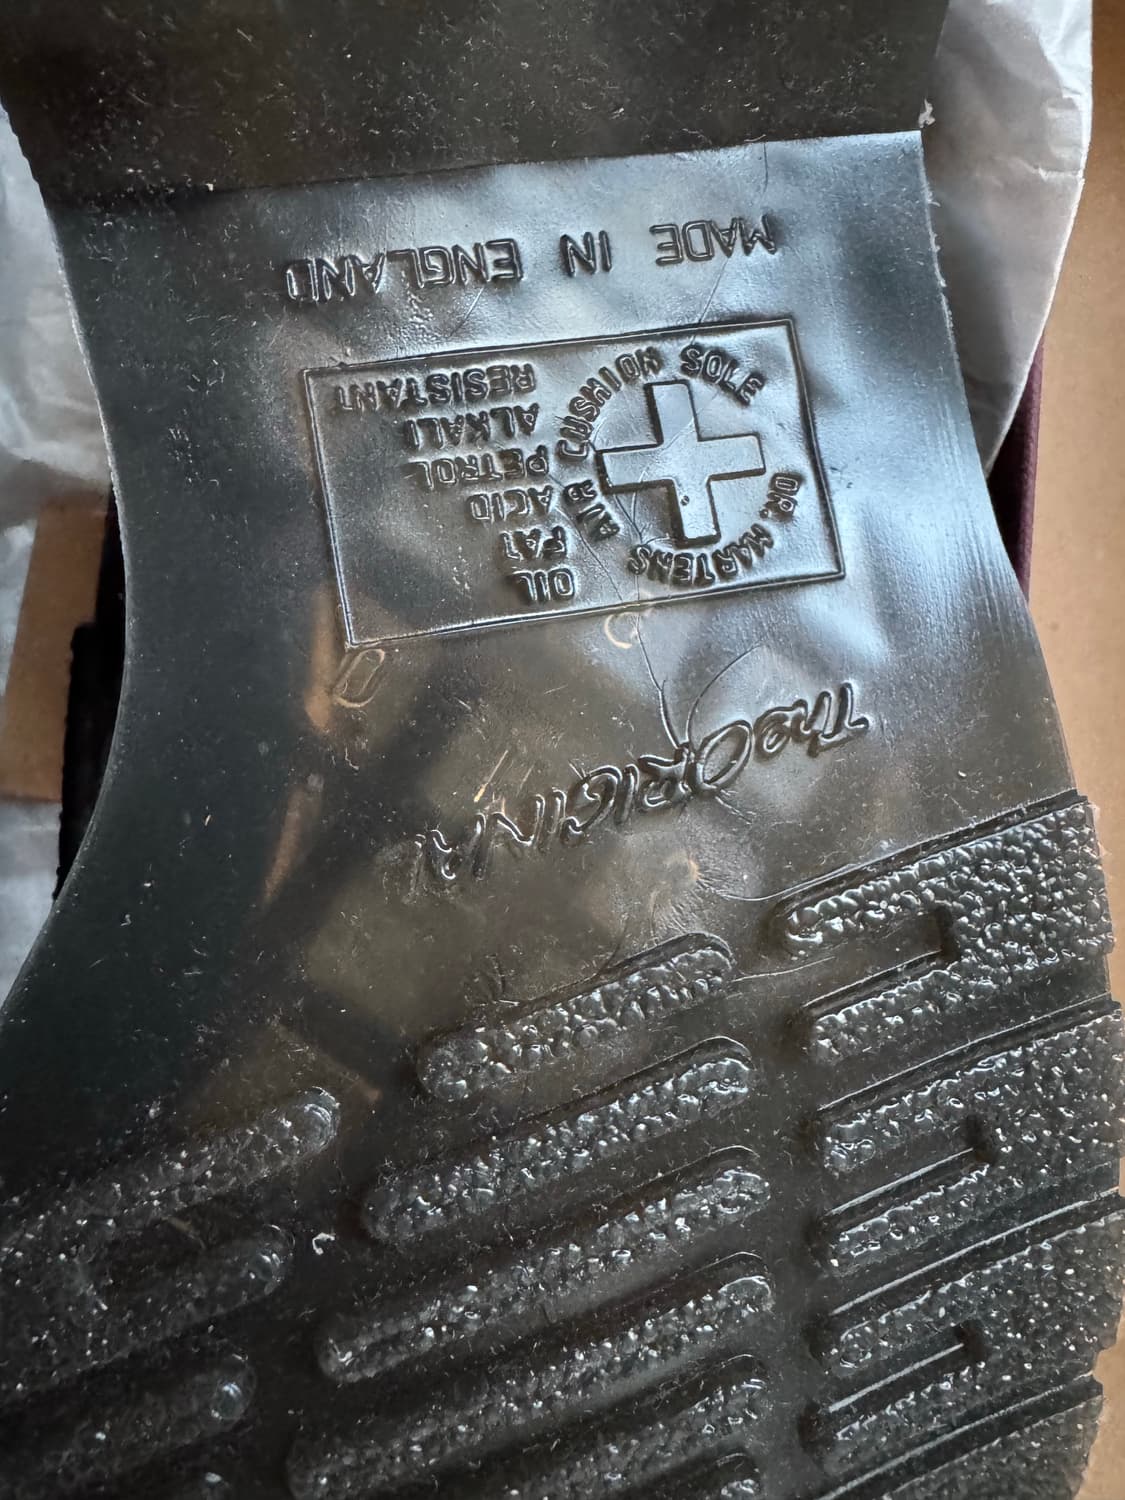 The ORIGINAL
DR. MARTENS AIR CUSHION SOLE
OIL
FAT
ACID
PETROL
ALKALI
RESISTANT
MADE IN ENGLAND